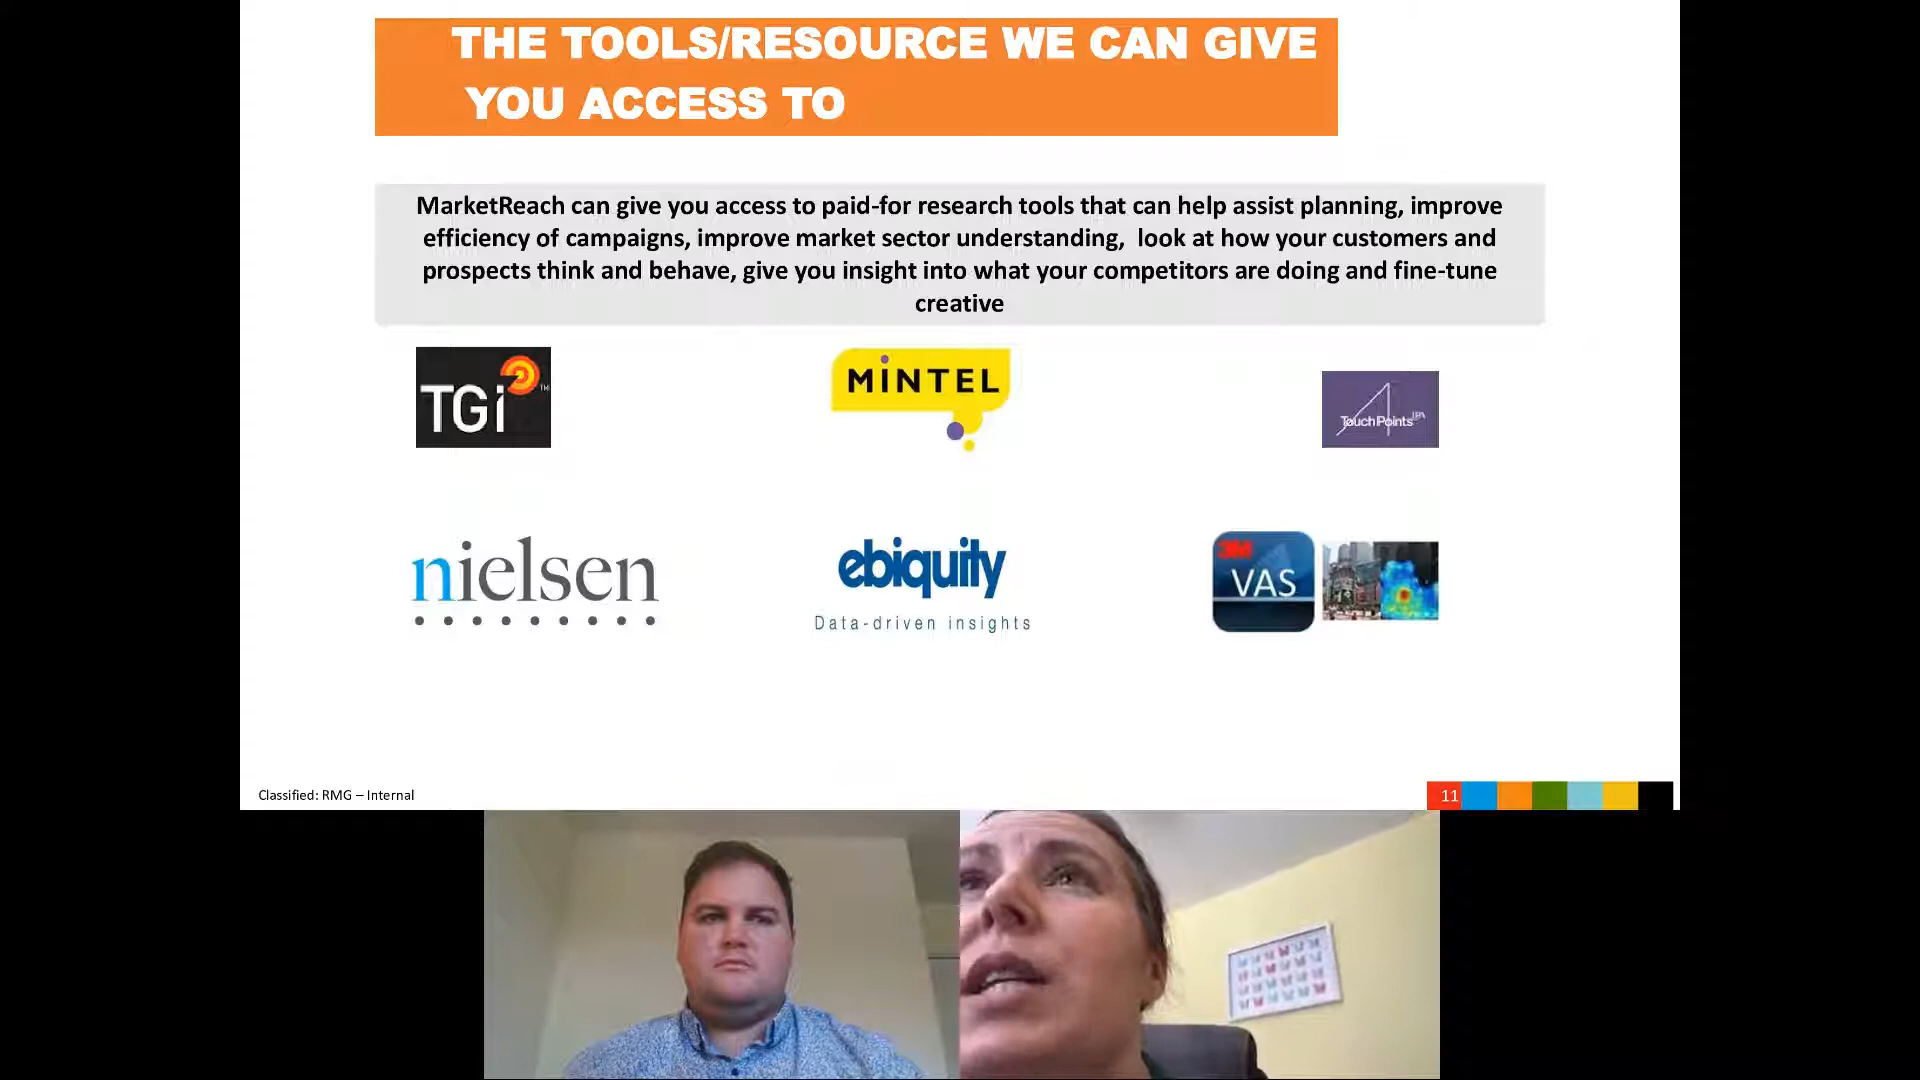 THE TOOLS/RESOURCE WE CAN GIVE
YOU ACCESS TO
MarketReach can give you access to paid-for research tools that can help assist planning, improve
efficiency of campaigns, improve market sector understanding, look at how your customers and
prospects think and behave, give you insight into what your competitors are doing and fine-tune
creative
TGi TM
MiNTEL
TouchPoints IPA
nielsen
ebiquity
Data-driven insights
3M
VAS
Classified: RMG – Internal
11